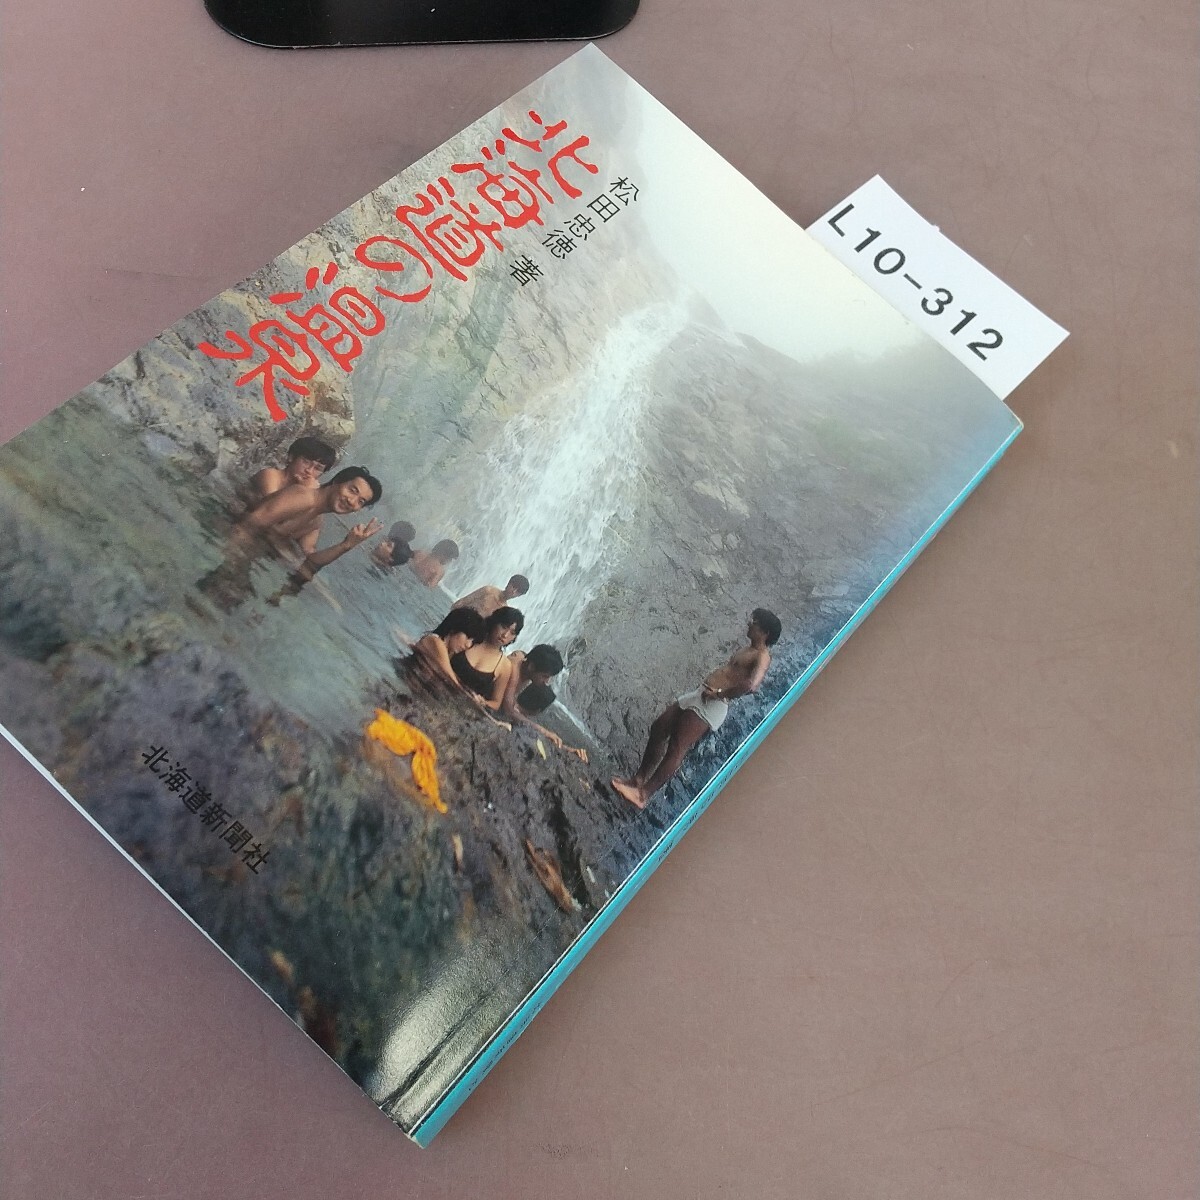 北海道の温泉
松田忠徳 著
北海道新聞社
L10-312